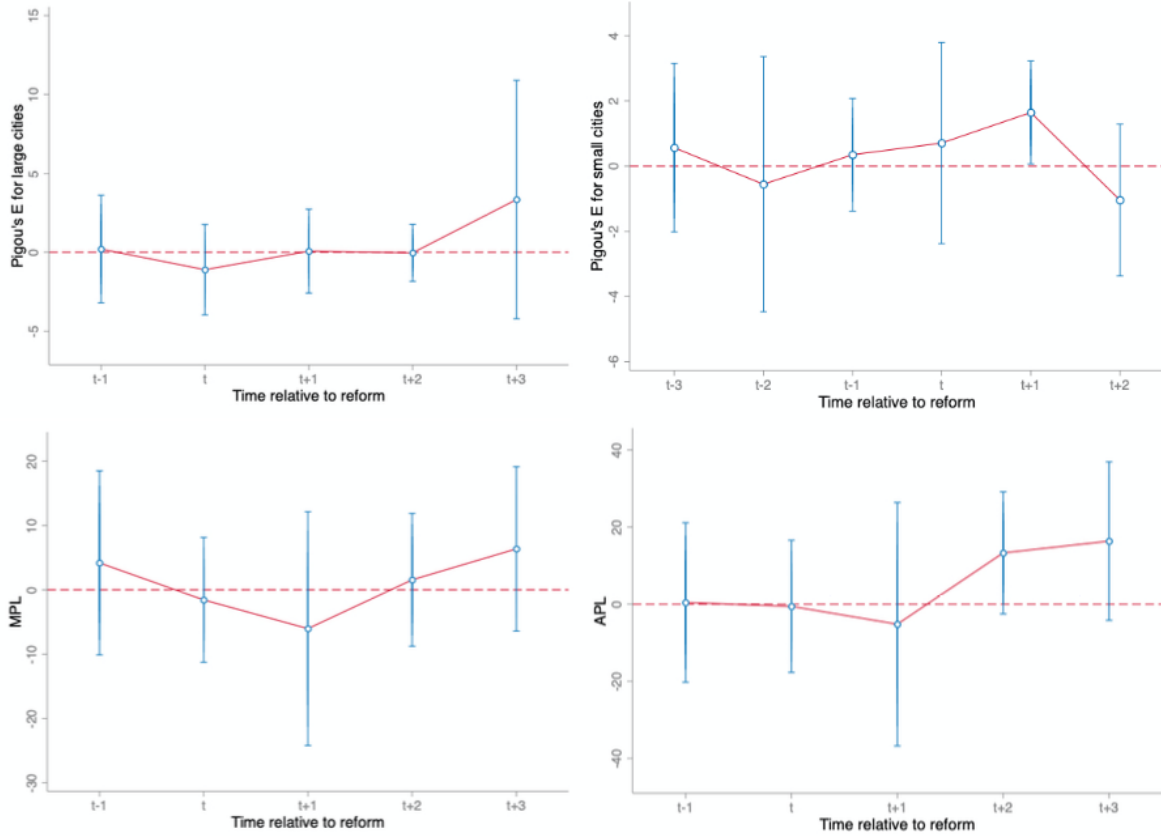 Pigou's E for large cities
15
10
5
0
-5
t-1 t t+1 t+2 t+3
Time relative to reform
Pigou's E for small cities
4
2
0
-2
-4
-6
t-3 t-2 t-1 t t+1 t+2
Time relative to reform
MPL
20
10
0
-10
-20
-30
t-1 t t+1 t+2 t+3
Time relative to reform
APL
40
20
0
-20
-40
t-1 t t+1 t+2 t+3
Time relative to reform